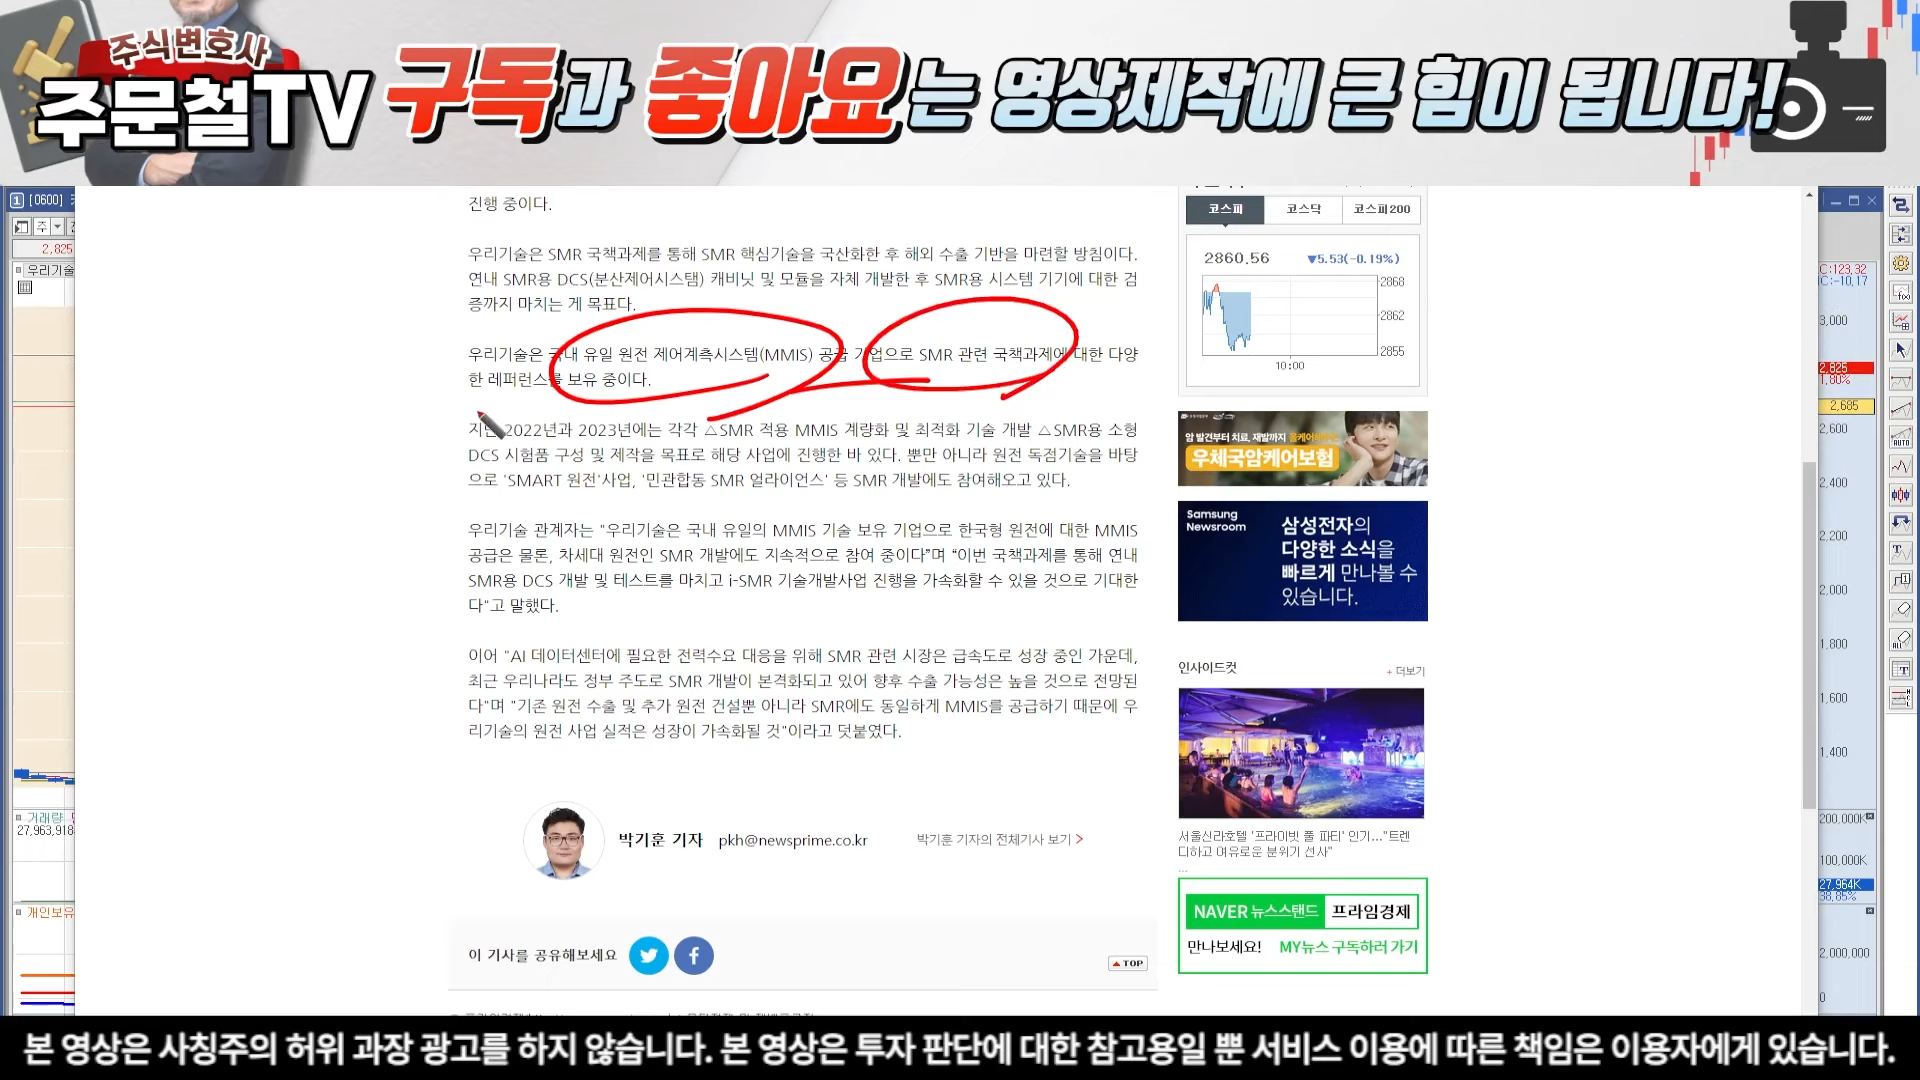 주식변호사
주문철TV 구독과 좋아요는 영상제작에 큰 힘이 됩니다!
1 [0600]
주
2,825
우리기술
거래량
27,963,918
개인보유
진행 중이다.
우리기술은 SMR 국책과제를 통해 SMR 핵심기술을 국산화한 후 해외 수출 기반을 마련할 방침이다.
연내 SMR용 DCS(분산제어시스탬) 캐비닛 및 모듈을 자체 개발한 후 SMR용 시스템 기기에 대한 검
증까지 마치는 게 목표다.
우리기술은 국내 유일 원전 제어계측시스템(MMIS) 공급 기업으로 SMR 관련 국책과제에 대한 다양
한 레퍼런스를 보유 중이다.
지난 2022년과 2023년에는 각각 △SMR 적용 MMIS 계량화 및 최적화 기술 개발 △SMR용 소형
DCS 시험품 구성 및 제작을 목표로 해당 사업에 진행한 바 있다. 뿐만 아니라 원전 독점기술을 바탕
으로 'SMART 원전'사업, '민관합동 SMR 얼라이언스' 등 SMR 개발에도 참여해오고 있다.
우리기술 관계자는 "우리기술은 국내 유일의 MMIS 기술 보유 기업으로 한국형 원전에 대한 MMIS
공급은 물론, 차세대 원전인 SMR 개발에도 지속적으로 참여 중이다”며 “이번 국책과제를 통해 연내
SMR용 DCS 개발 및 테스트를 마치고 i-SMR 기술개발사업 진행을 가속화할 수 있을 것으로 기대한
다"고 말했다.
이어 "AI 데이터센터에 필요한 전력수요 대응을 위해 SMR 관련 시장은 급속도로 성장 중인 가운데,
최근 우리나라도 정부 주도로 SMR 개발이 본격화되고 있어 향후 수출 가능성은 높을 것으로 전망된
다"며 "기존 원전 수출 및 추가 원전 건설뿐 아니라 SMR에도 동일하게 MMIS를 공급하기 때문에 우
리기술의 원전 사업 실적은 성장이 가속화될 것"이라고 덧붙였다.
박기훈 기자 pkh@newsprime.co.kr 박기훈 기자의 전체기사 보기 >
이 기사를 공유해보세요
TOP
코스피 코스닥 코스피200
2860.56 ▼5.53(-0.19%)
2868
2862
2855
10:00
암 발견부터 치료, 재발까지
우체국암케어보험
Samsung
Newsroom
삼성전자의
다양한 소식을
빠르게 만나볼 수
있습니다.
인사이드컷 + 더보기
서울신라호텔 '프라이빗 풀 파티' 인기..."트렌
디하고 여유로운 분위기 선사"
...
NAVER 뉴스스탠드 프라임경제
만나보세요! MY뉴스 구독하러 가기
C:123,32
C:-10,17
3,000
2,825
1,80%
2,685
2,600
2,400
2,200
2,000
1,800
1,600
1,400
200,000K
100,000K
27,964K
38,85%
2,000,000
0
본 영상은 사칭주의 허위 과장 광고를 하지 않습니다. 본 영상은 투자 판단에 대한 참고용일 뿐 서비스 이용에 따른 책임은 이용자에게 있습니다.